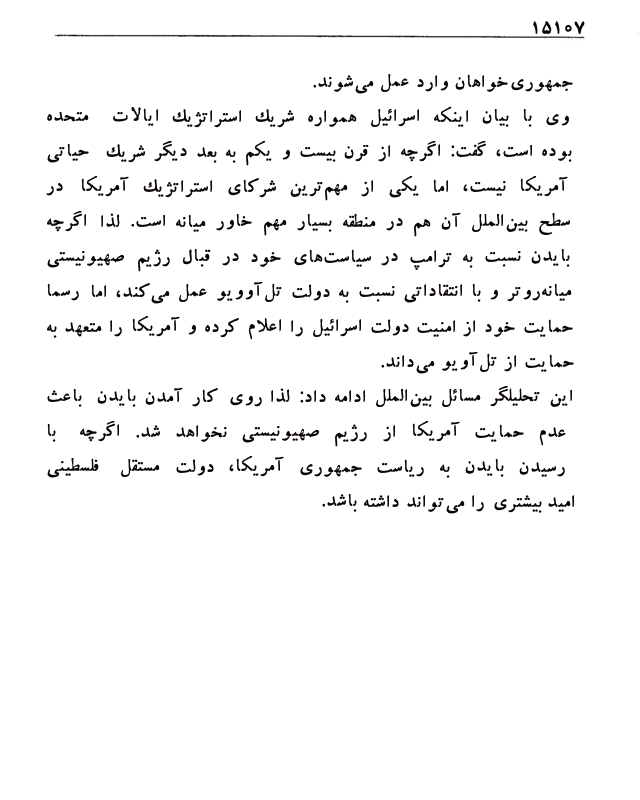 ۱۵۱۰۷
جمهوری‌خواهان وارد عمل می‌شوند.
وی با بیان اینکه اسرائیل همواره شریك استراتژیك ایالات متحده
بوده است، گفت: اگرچه از قرن بیست و یکم به بعد دیگر شریك حیاتی
آمریکا نیست، اما یکی از مهم‌ترین شرکای استراتژیك آمریکا در
سطح بین‌الملل آن هم در منطقه بسیار مهم خاور میانه است. لذا اگرچه
بایدن نسبت به ترامپ در سیاست‌های خود در قبال رژیم صهیونیستی
میانه‌روتر و با انتقاداتی نسبت به دولت تل‌آوویو عمل می‌کند، اما رسما
حمایت خود از امنیت دولت اسرائیل را اعلام کرده و آمریکا را متعهد به
حمایت از تل‌آویو می‌داند.
این تحلیلگر مسائل بین‌الملل ادامه داد: لذا روی کار آمدن بایدن باعث
عدم حمایت آمریکا از رژیم صهیونیستی نخواهد شد. اگرچه با
رسیدن بایدن به ریاست جمهوری آمریکا، دولت مستقل فلسطینی
امید بیشتری را می‌تواند داشته باشد.